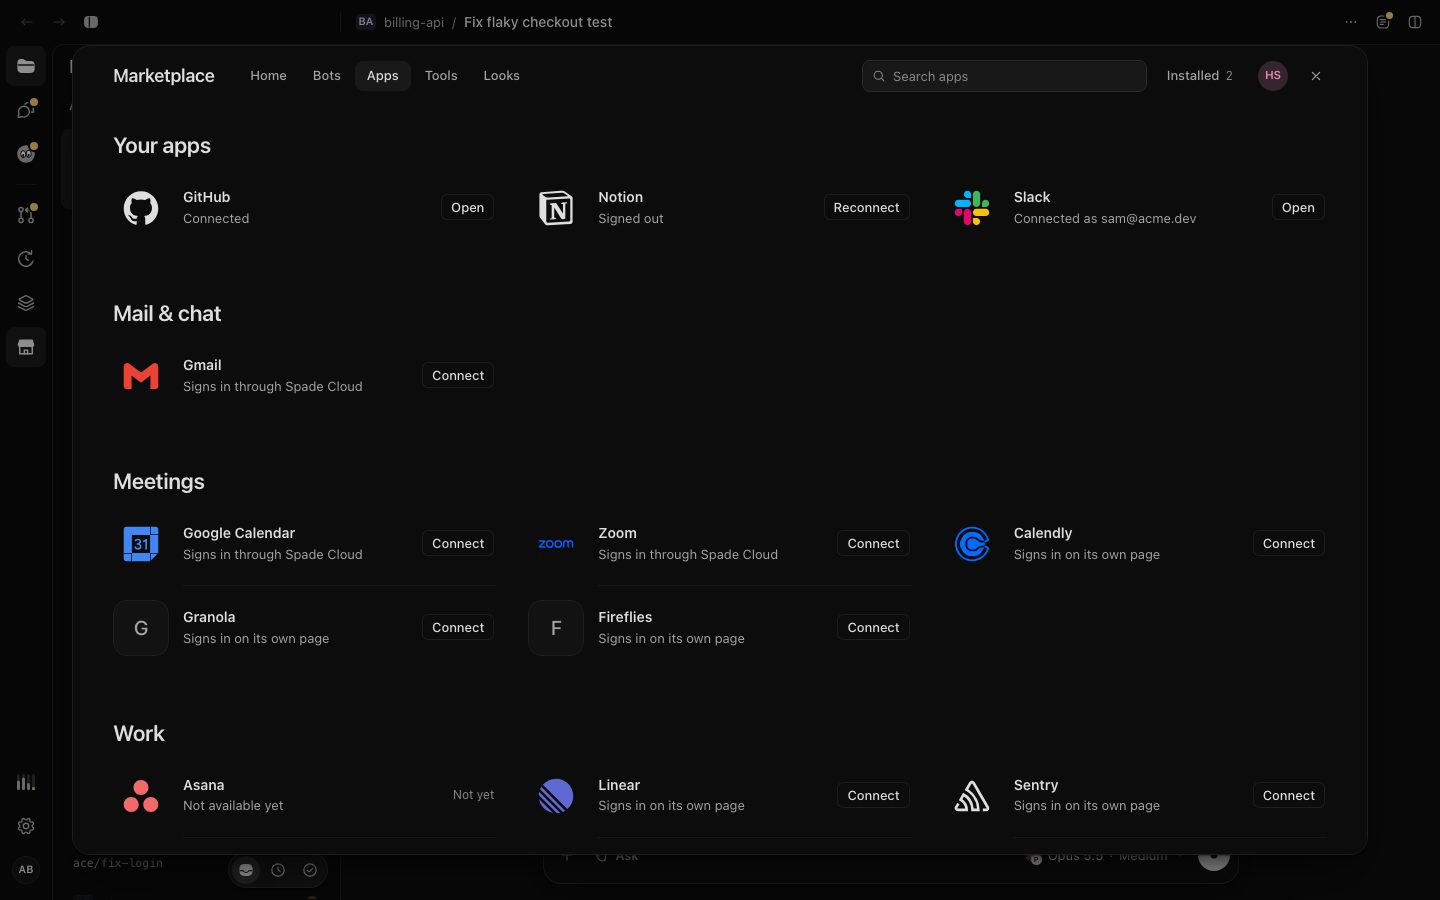 BA billing-api / Fix flaky checkout test
Marketplace Home Bots Apps Tools Looks Search apps Installed 2 HS
Your apps
GitHub
Connected
Open
Notion
Signed out
Reconnect
Slack
Connected as sam@acme.dev
Open
Mail & chat
Gmail
Signs in through Spade Cloud
Connect
Meetings
31
Google Calendar
Signs in through Spade Cloud
Connect
zoom
Zoom
Signs in through Spade Cloud
Connect
Calendly
Signs in on its own page
Connect
G
Granola
Signs in on its own page
Connect
F
Fireflies
Signs in on its own page
Connect
Work
Asana
Not available yet
Not yet
Linear
Signs in on its own page
Connect
Sentry
Signs in on its own page
Connect
ace/fix-login
Ask
Opus 5.5 · Medium
AB